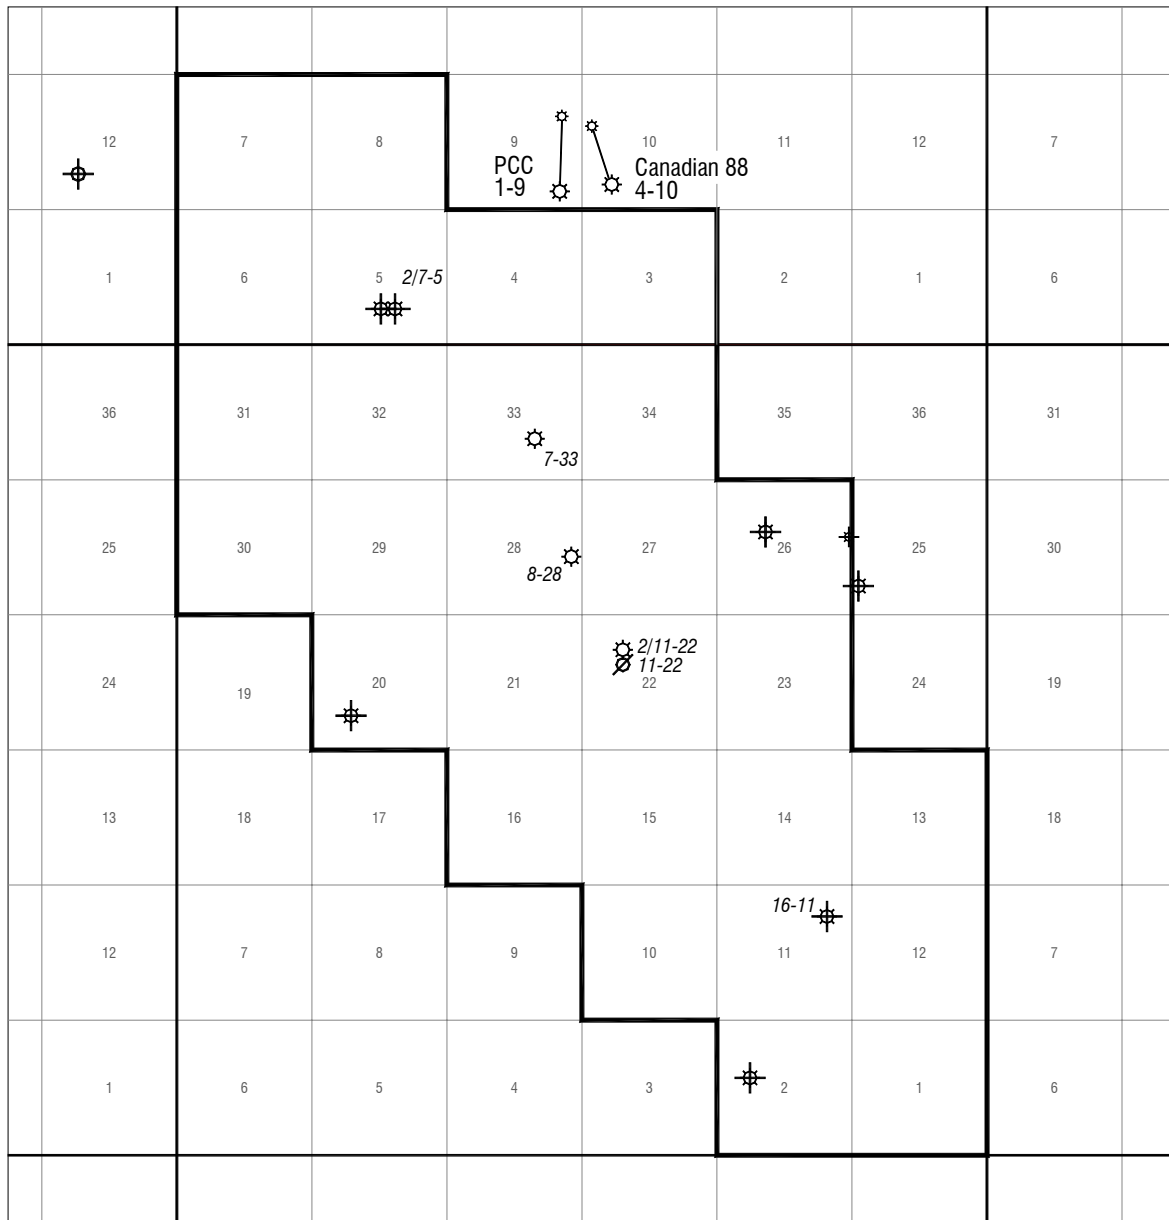 12 7 8 9 10 11 12 7
PCC
1-9
Canadian 88
4-10
1 6 5 4 3 2 1 6
2/7-5
36 31 32 33 34 35 36 31
7-33
25 30 29 28 27 26 25 30
8-28
2/11-22
11-22
24 19 20 21 22 23 24 19
13 18 17 16 15 14 13 18
16-11
12 7 8 9 10 11 12 7
1 6 5 4 3 2 1 6